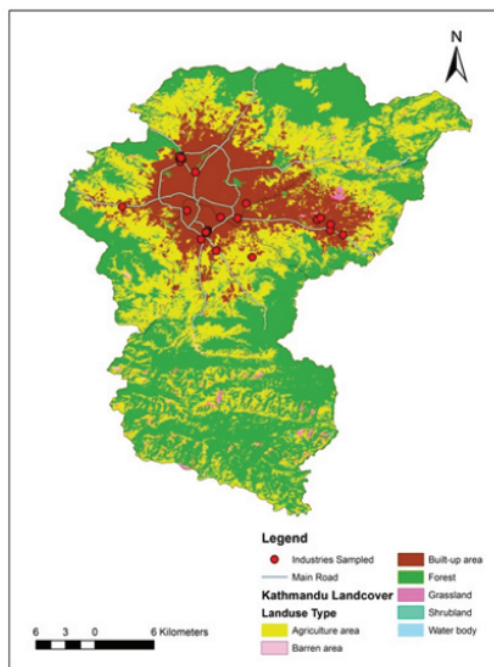 N
Legend
Industries Sampled
Main Road
Kathmandu Landcover
Landuse Type
Agriculture area
Barren area
Built-up area
Forest
Grassland
Shrubland
Water body
6 3 0 6 Kilometers